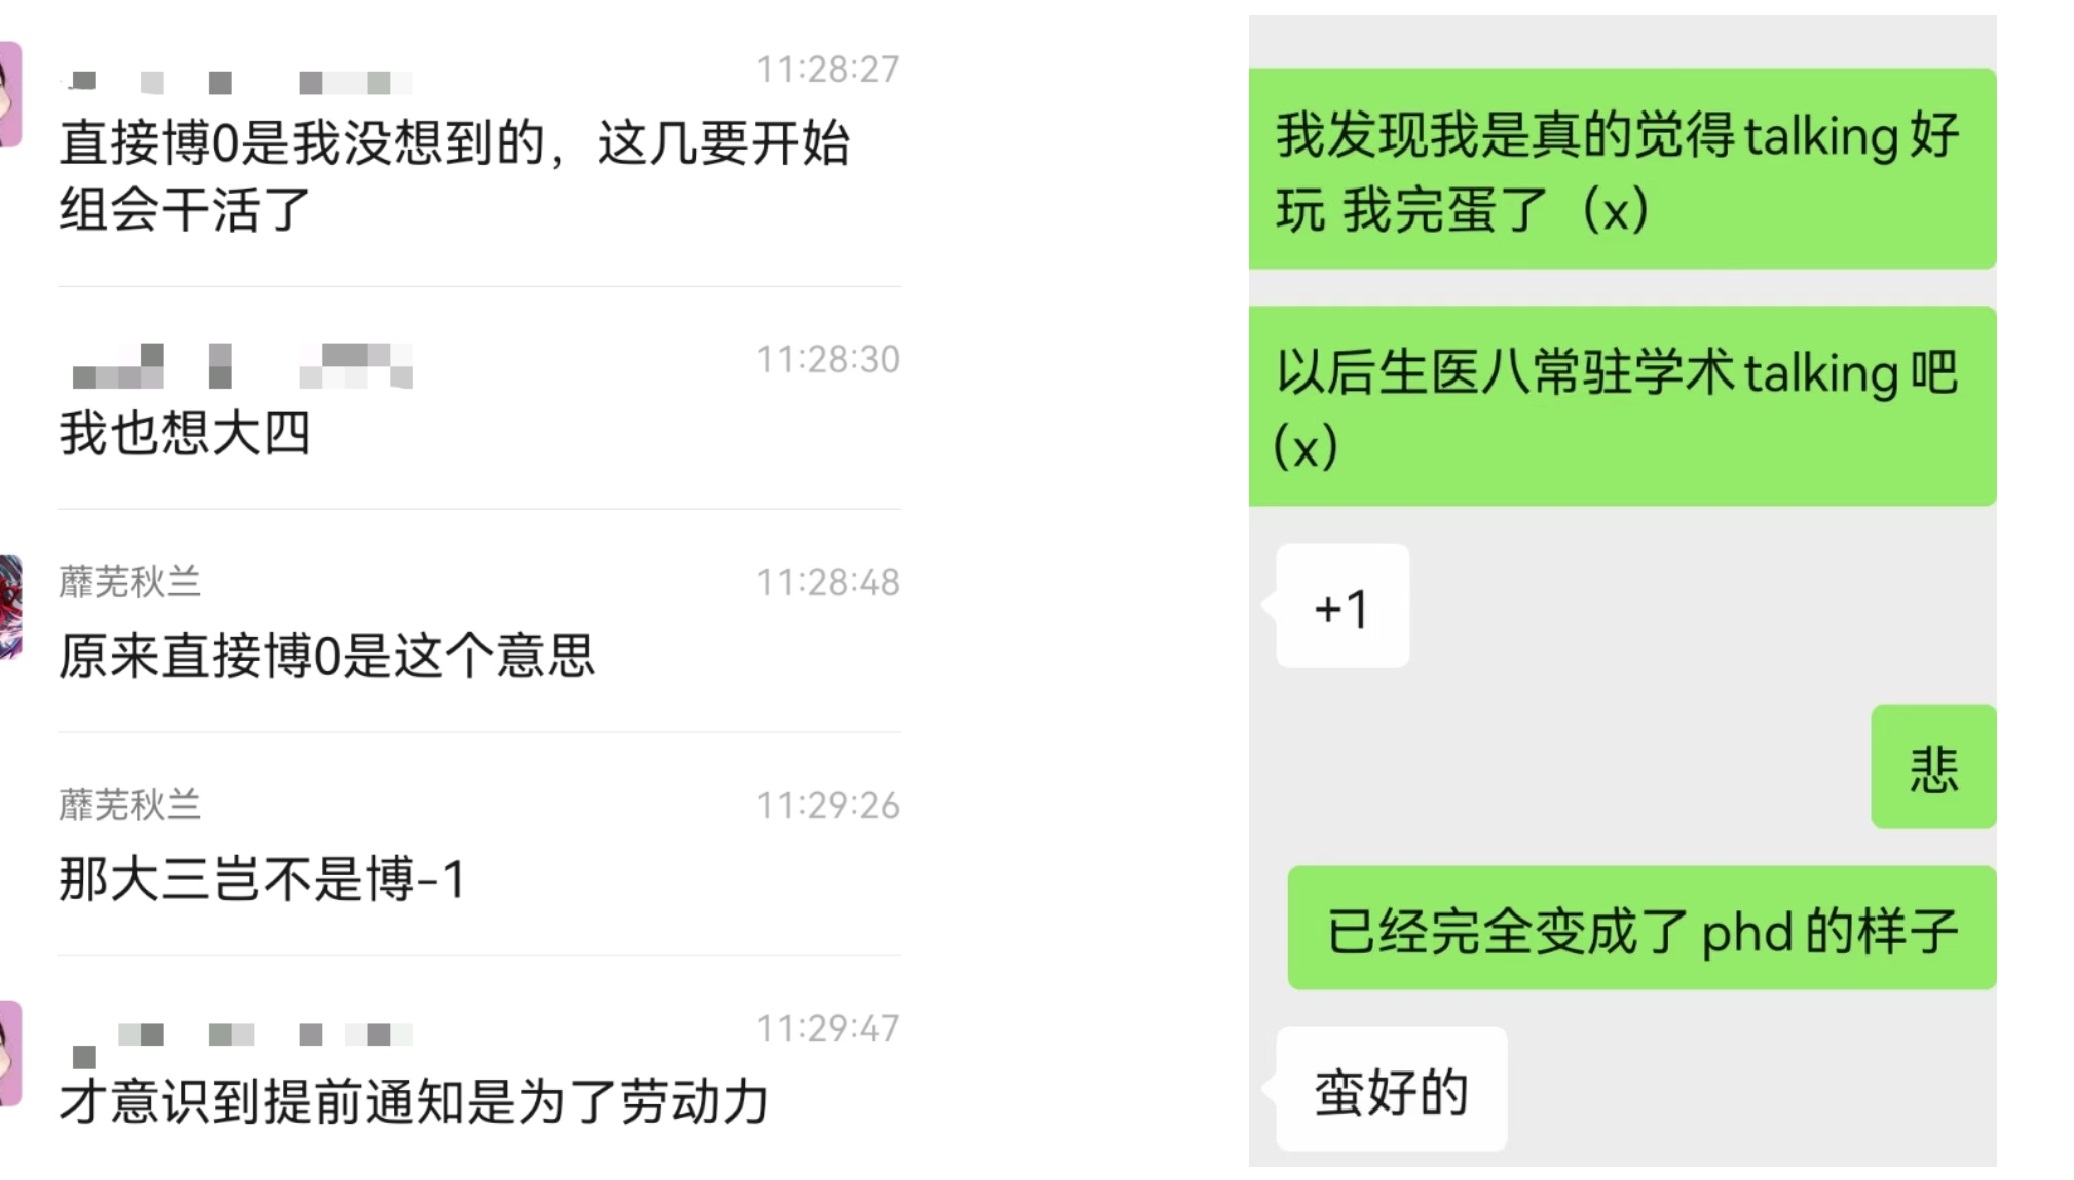 11:28:27
直接博0是我没想到的，这几要开始
组会干活了
11:28:30
我也想大四
蘼芜秋兰
11:28:48
原来直接博0是这个意思
蘼芜秋兰
11:29:26
那大三岂不是博-1
11:29:47
才意识到提前通知是为了劳动力
我发现我是真的觉得talking好
玩 我完蛋了（x）
以后生医八常驻学术talking吧
（x）
+1
悲
已经完全变成了phd的样子
蛮好的